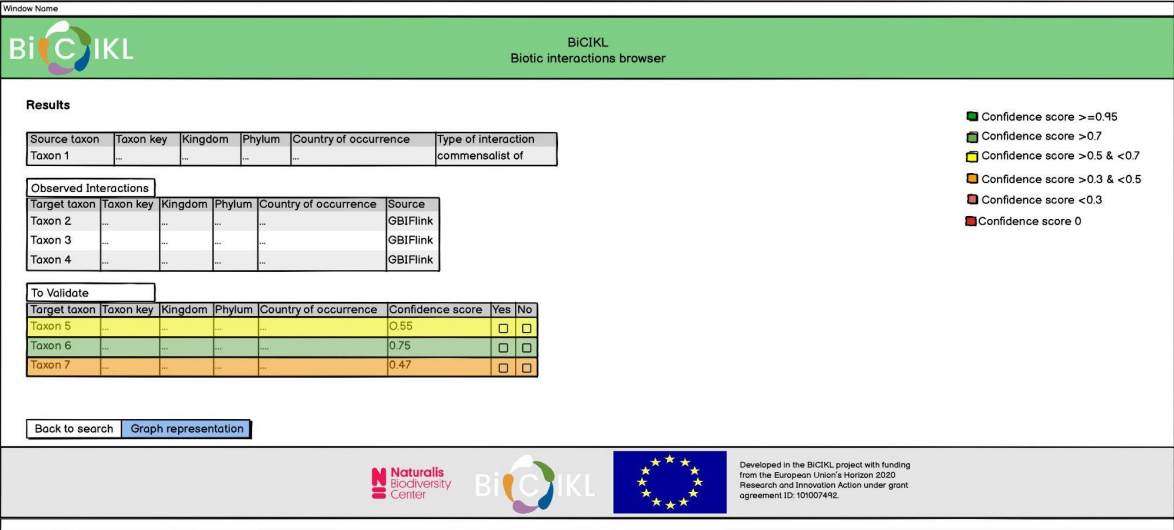 Window Name
BiCIKL
BiCIKL
Biotic interactions browser
Results
Source taxon Taxon key Kingdom Phylum Country of occurrence Type of interaction
Taxon 1 ... ... ... ... commensalist of
Observed Interactions
Target taxon Taxon key Kingdom Phylum Country of occurrence Source
Taxon 2 ... ... ... ... GBIFlink
Taxon 3 ... ... ... ... GBIFlink
Taxon 4 ... ... ... ... GBIFlink
To Validate
Target taxon Taxon key Kingdom Phylum Country of occurrence Confidence score Yes No
Taxon 5 ... ... ... ... 0.55
Taxon 6 ... ... ... .... 0.75
Taxon 7 ... ... ... ... 0.47
Confidence score >=0.95
Confidence score >0.7
Confidence score >0.5 & <0.7
Confidence score >0.3 & <0.5
Confidence score <0.3
Confidence score 0
Back to search Graph representation
Naturalis
Biodiversity
Center
BiCIKL
Developed in the BiCIKL project with funding
from the European Union's Horizon 2020
Research and Innovation Action under grant
agreement ID: 101007492.